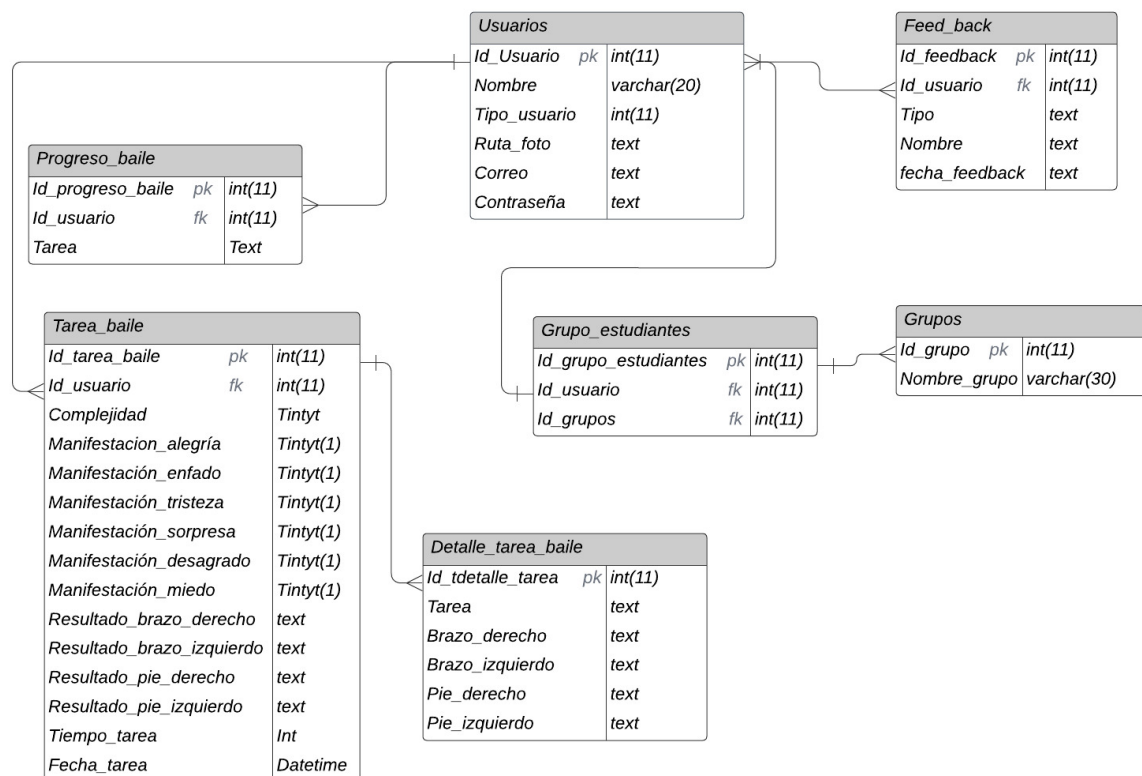 Usuarios
Id_Usuario pk int(11)
Nombre varchar(20)
Tipo_usuario int(11)
Ruta_foto text
Correo text
Contraseña text
Feed_back
Id_feedback pk int(11)
Id_usuario fk int(11)
Tipo text
Nombre text
fecha_feedback text
Progreso_baile
Id_progreso_baile pk int(11)
Id_usuario fk int(11)
Tarea Text
Tarea_baile
Id_tarea_baile pk int(11)
Id_usuario fk int(11)
Complejidad Tintyt
Manifestacion_alegría Tintyt(1)
Manifestación_enfado Tintyt(1)
Manifestación_tristeza Tintyt(1)
Manifestación_sorpresa Tintyt(1)
Manifestación_desagrado Tintyt(1)
Manifestación_miedo Tintyt(1)
Resultado_brazo_derecho text
Resultado_brazo_izquierdo text
Resultado_pie_derecho text
Resultado_pie_izquierdo text
Tiempo_tarea Int
Fecha_tarea Datetime
Grupo_estudiantes
Id_grupo_estudiantes pk int(11)
Id_usuario fk int(11)
Id_grupos fk int(11)
Grupos
Id_grupo pk int(11)
Nombre_grupo varchar(30)
Detalle_tarea_baile
Id_tdetalle_tarea pk int(11)
Tarea text
Brazo_derecho text
Brazo_izquierdo text
Pie_derecho text
Pie_izquierdo text